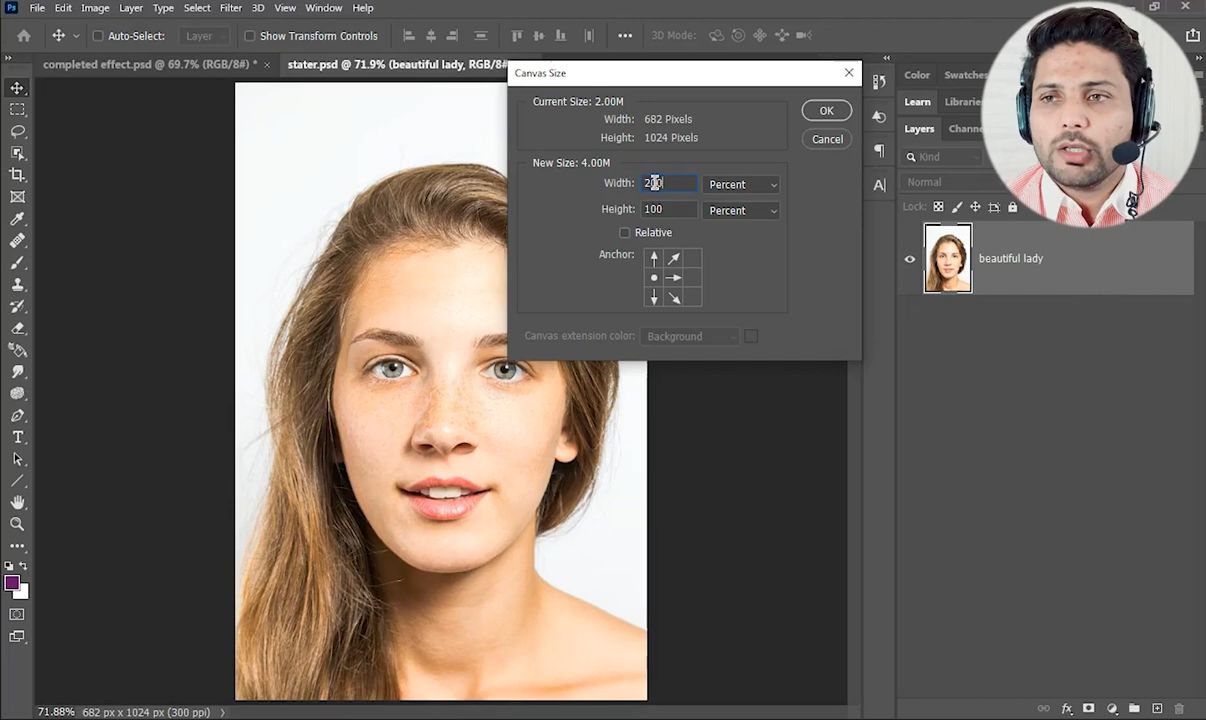 Ps File Edit Image Layer Type Select Filter 3D View Window Help
Auto-Select: Layer Show Transform Controls 3D Mode:
completed effect.psd @ 69.7% (RGB/8#) * stater.psd @ 71.9% (beautiful lady, RGB/8#
Canvas Size
Current Size: 2.00M
Width: 682 Pixels
Height: 1024 Pixels
OK
Cancel
New Size: 4.00M
Width: 200 Percent
Height: 100 Percent
Relative
Anchor:
Canvas extension color: Background
Color Swatches
Learn Libraries
Layers Channe
Kind
Normal
Lock:
beautiful lady
71.88% 682 px x 1024 px (300 ppi)